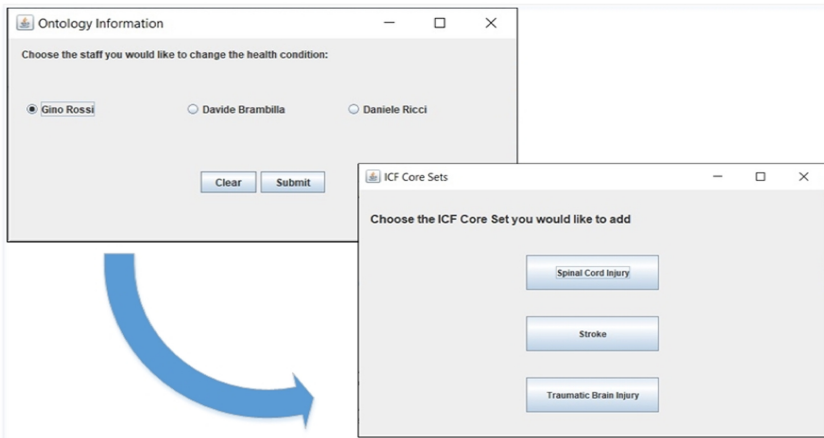 Ontology Information
Choose the staff you would like to change the health condition:
Gino Rossi
Davide Brambilla
Daniele Ricci
Clear
Submit
ICF Core Sets
Choose the ICF Core Set you would like to add
Spinal Cord Injury
Stroke
Traumatic Brain Injury